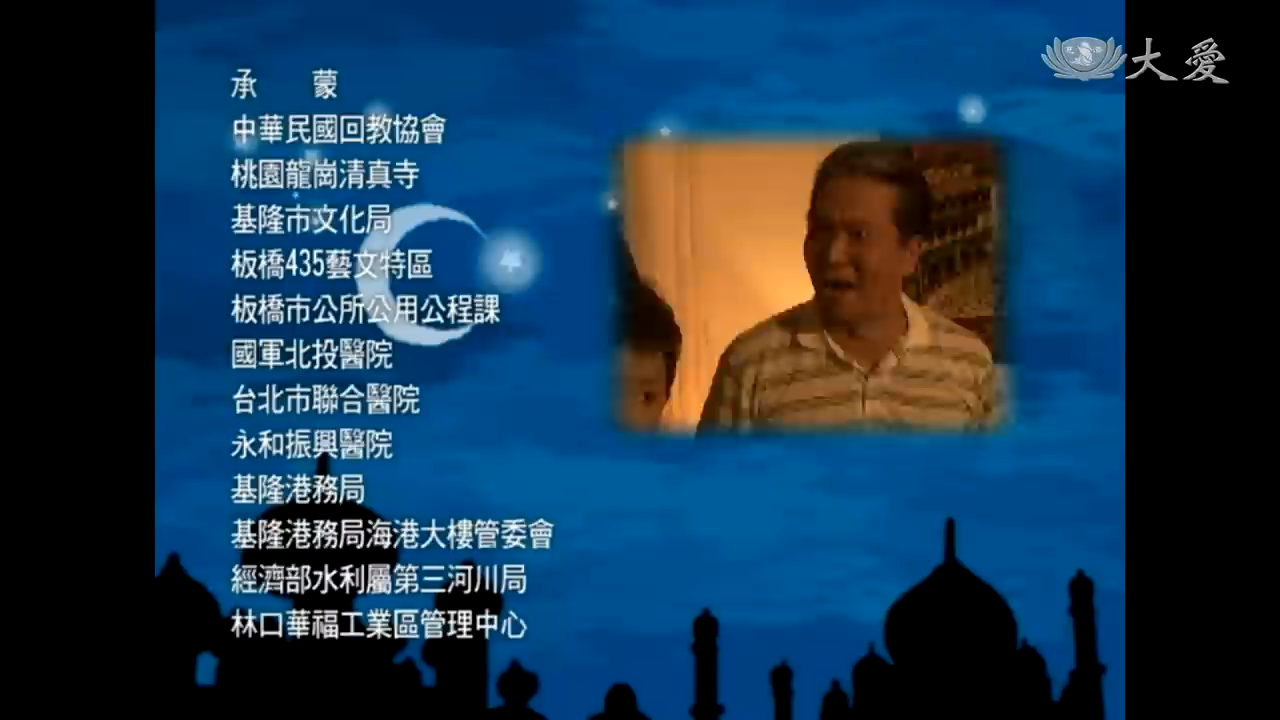 大愛
承 蒙
中華民國回教協會
桃園龍崗清真寺
基隆市文化局
板橋435藝文特區
板橋市公所公用公程課
國軍北投醫院
台北市聯合醫院
永和振興醫院
基隆港務局
基隆港務局海港大樓管委會
經濟部水利屬第三河川局
林口華福工業區管理中心